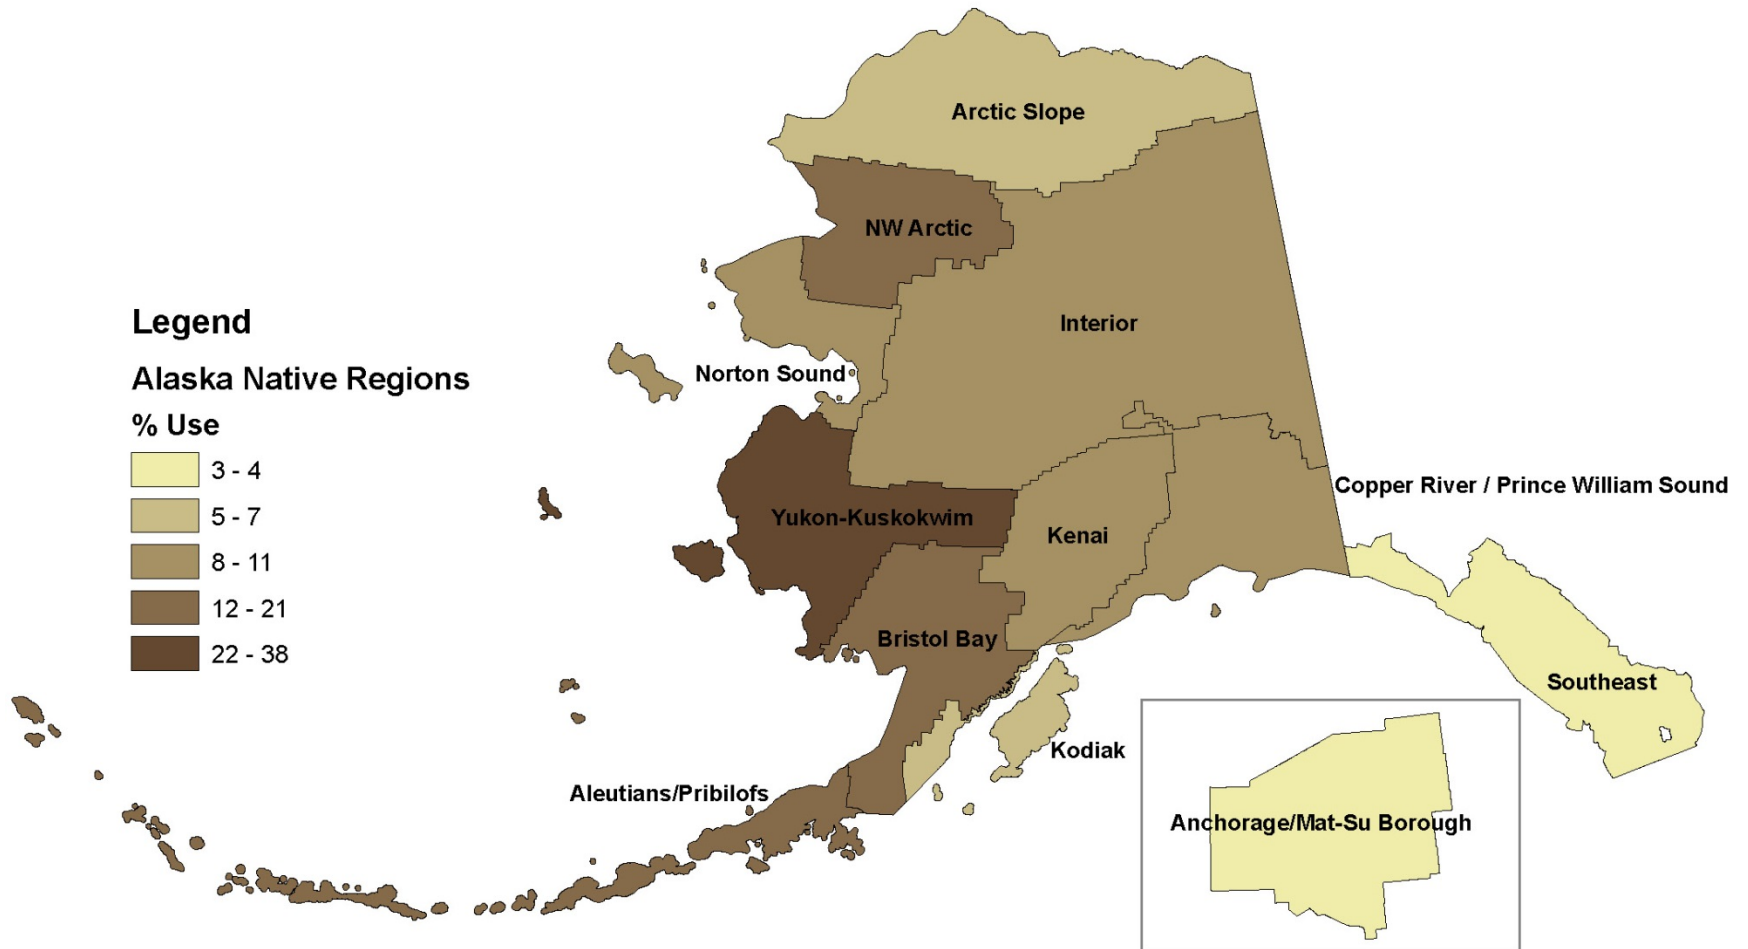 Arctic Slope
NW Arctic
Interior
Norton Sound
Legend
Alaska Native Regions
% Use
3 - 4
5 - 7
8 - 11
12 - 21
22 - 38
Copper River / Prince William Sound
Yukon-Kuskokwim
Kenai
Bristol Bay
Southeast
Kodiak
Aleutians/Pribilofs
Anchorage/Mat-Su Borough